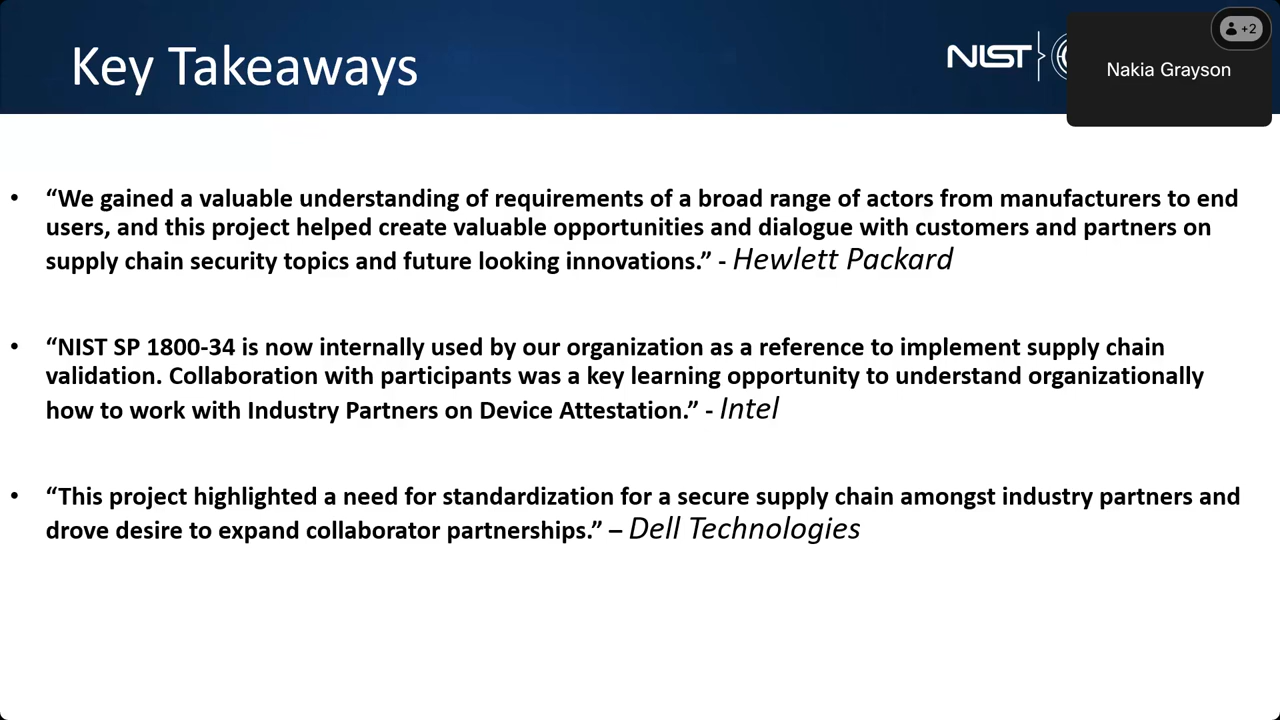 Key Takeaways
NIST
+2
Nakia Grayson
• “We gained a valuable understanding of requirements of a broad range of actors from manufacturers to end
users, and this project helped create valuable opportunities and dialogue with customers and partners on
supply chain security topics and future looking innovations.” - Hewlett Packard
• “NIST SP 1800-34 is now internally used by our organization as a reference to implement supply chain
validation. Collaboration with participants was a key learning opportunity to understand organizationally
how to work with Industry Partners on Device Attestation.” - Intel
• “This project highlighted a need for standardization for a secure supply chain amongst industry partners and
drove desire to expand collaborator partnerships.” – Dell Technologies